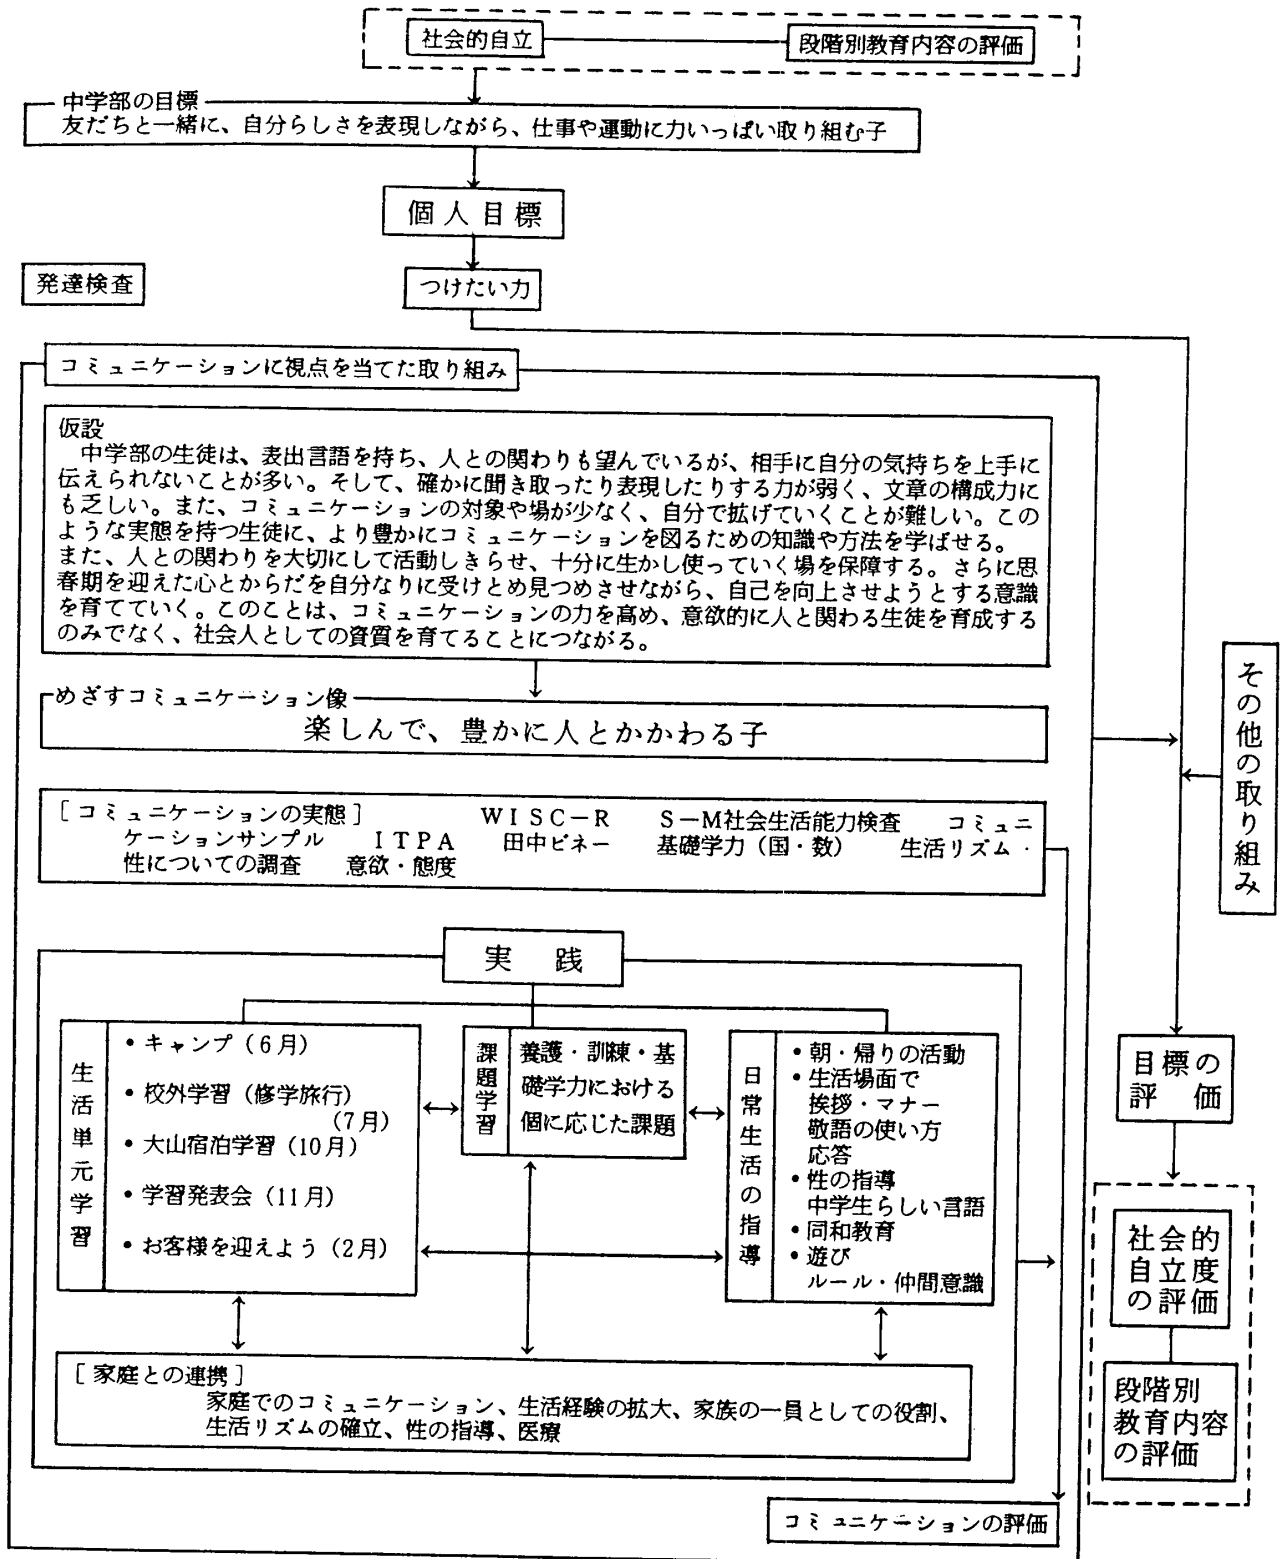 社会的自立
段階別教育内容の評価
中学部の目標
友だちと一緒に、自分らしさを表現しながら、仕事や運動に力いっぱい取り組む子
個人目標
発達検査
つけたい力
コミュニケーションに視点を当てた取り組み
仮設
中学部の生徒は、表出言語を持ち、人との関わりも望んでいるが、相手に自分の気持ちを上手に
伝えられないことが多い。そして、確かに聞き取ったり表現したりする力が弱く、文章の構成力に
も乏しい。また、コミュニケーションの対象や場が少なく、自分で拡げていくことが難しい。この
ような実態を持つ生徒に、より豊かにコミュニケーションを図るための知識や方法を学ばせる。
また、人との関わりを大切にして活動しきらせ、十分に生かし使っていく場を保障する。さらに思
春期を迎えた心とからだを自分なりに受けとめ見つめさせながら、自己を向上させようとする意識
を育てていく。このことは、コミュニケーションの力を高め、意欲的に人と関わる生徒を育成する
のみでなく、社会人としての資質を育てることにつながる。
めざすコミュニケーション像
楽しんで、豊かに人とかかわる子
その他の取り組み
[コミュニケーションの実態] WISC-R S-M社会生活能力検査 コミュニ
ケーションサンプル ITPA 田中ビネー 基礎学力(国・数) 生活リズム・
性についての調査 意欲・態度
実践
生活単元学習
・キャンプ(6月)
・校外学習(修学旅行)
(7月)
・大山宿泊学習(10月)
・学習発表会(11月)
・お客様を迎えよう(2月)
課題学習
養護・訓練・基
礎学力における
個に応じた課題
日常生活の指導
・朝・帰りの活動
・生活場面で
挨拶・マナー
敬語の使い方
応答
・性の指導
中学生らしい言語
・同和教育
・遊び
ルール・仲間意識
[家庭との連携]
家庭でのコミュニケーション、生活経験の拡大、家族の一員としての役割、
生活リズムの確立、性の指導、医療
コミュニケーションの評価
目標の
評価
社会的
自立度
の評価
段階別
教育内容
の評価